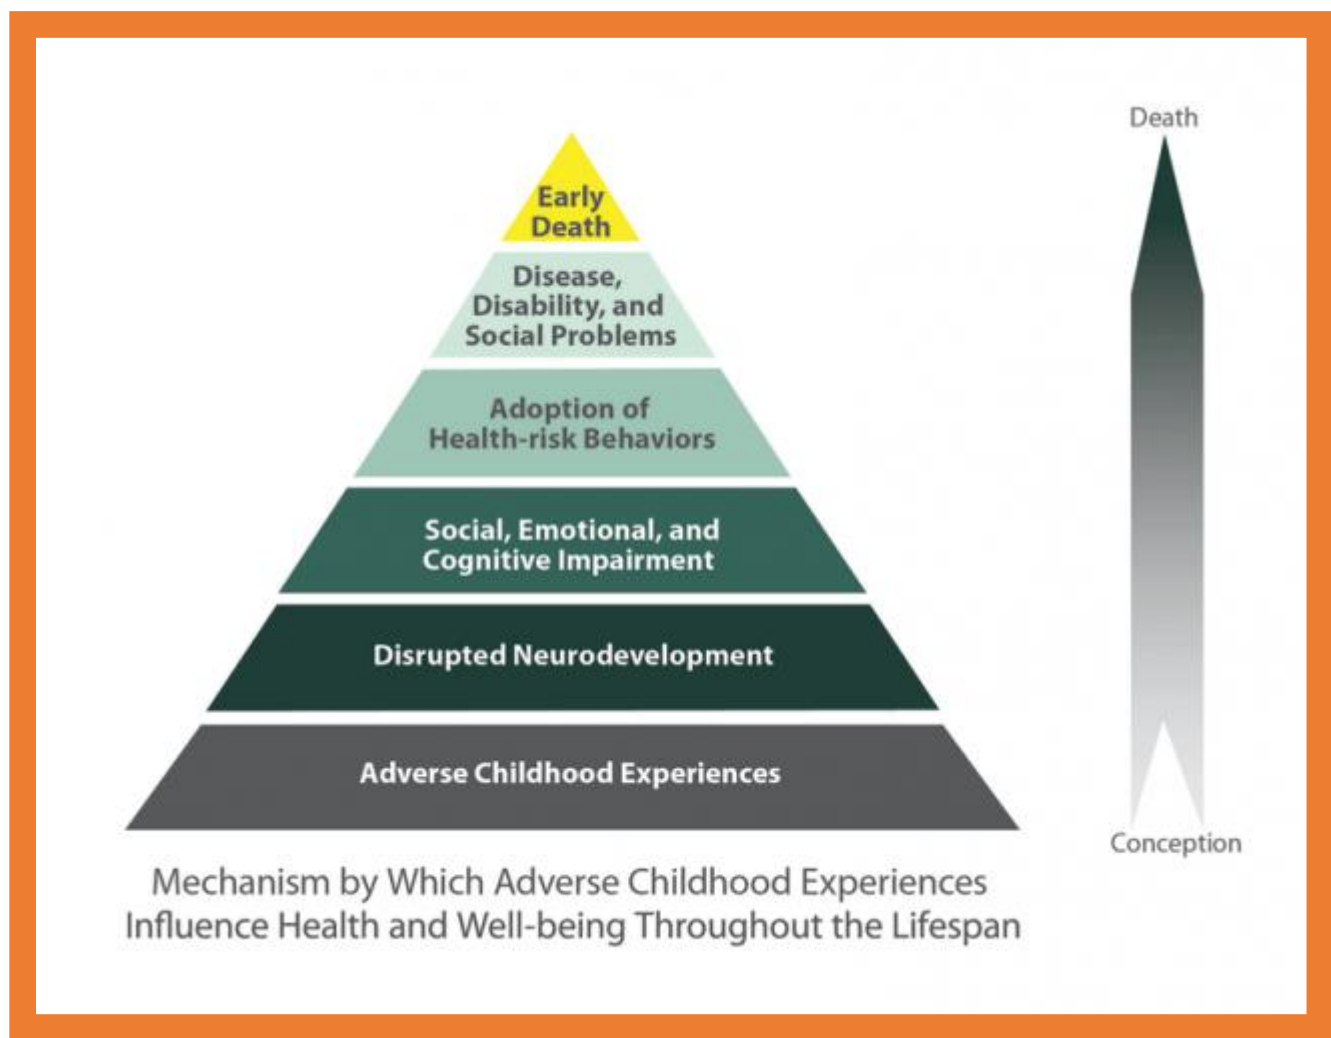 Death
Early
Death
Disease,
Disability, and
Social Problems
Adoption of
Health-risk Behaviors
Social, Emotional, and
Cognitive Impairment
Disrupted Neurodevelopment
Adverse Childhood Experiences
Conception
Mechanism by Which Adverse Childhood Experiences
Influence Health and Well-being Throughout the Lifespan